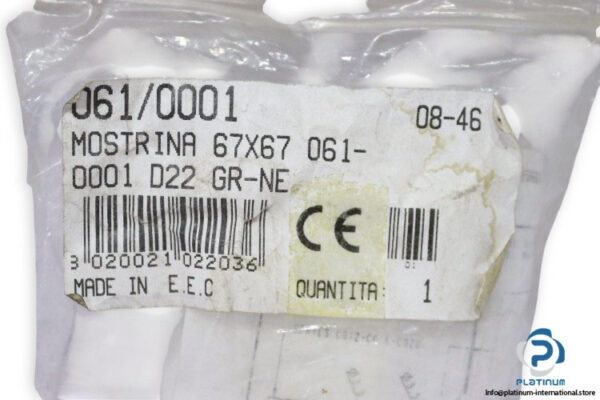 061/0001
08-46
MOSTRINA 67X67 061-
0001 D22 GR-NE
CE
3 020021 022036
01
MADE IN E.E.C
QUANTITA: 1
PLATINUM
info@platinum-international.store